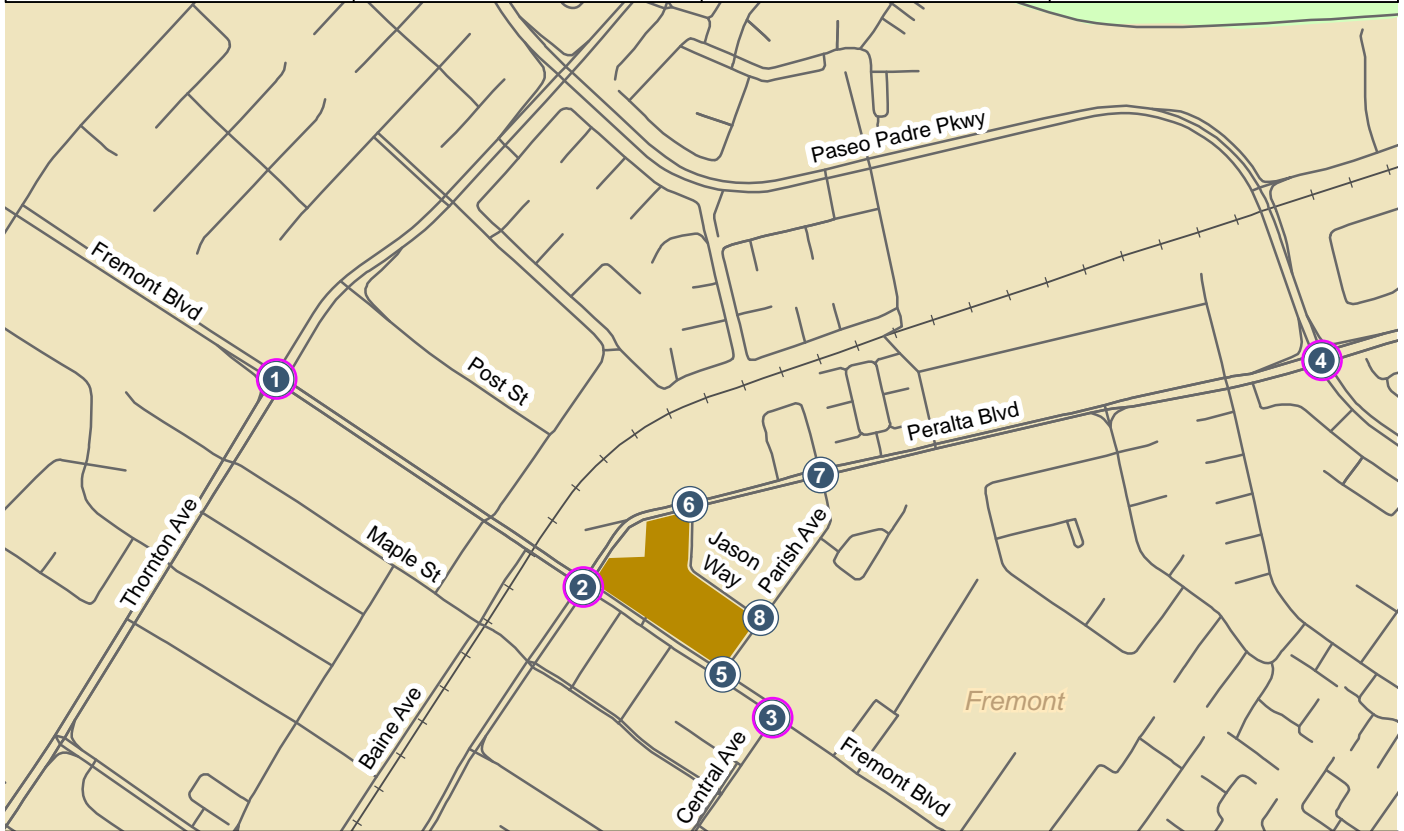 Paseo Padre Pkwy
Fremont Blvd
4
1
Post St
Peralta Blvd
7
6
Thornton Ave
Maple St
Jason
Way
Parish Ave
2
8
5
Fremont
Baine Ave
3
Central Ave
Fremont Blvd